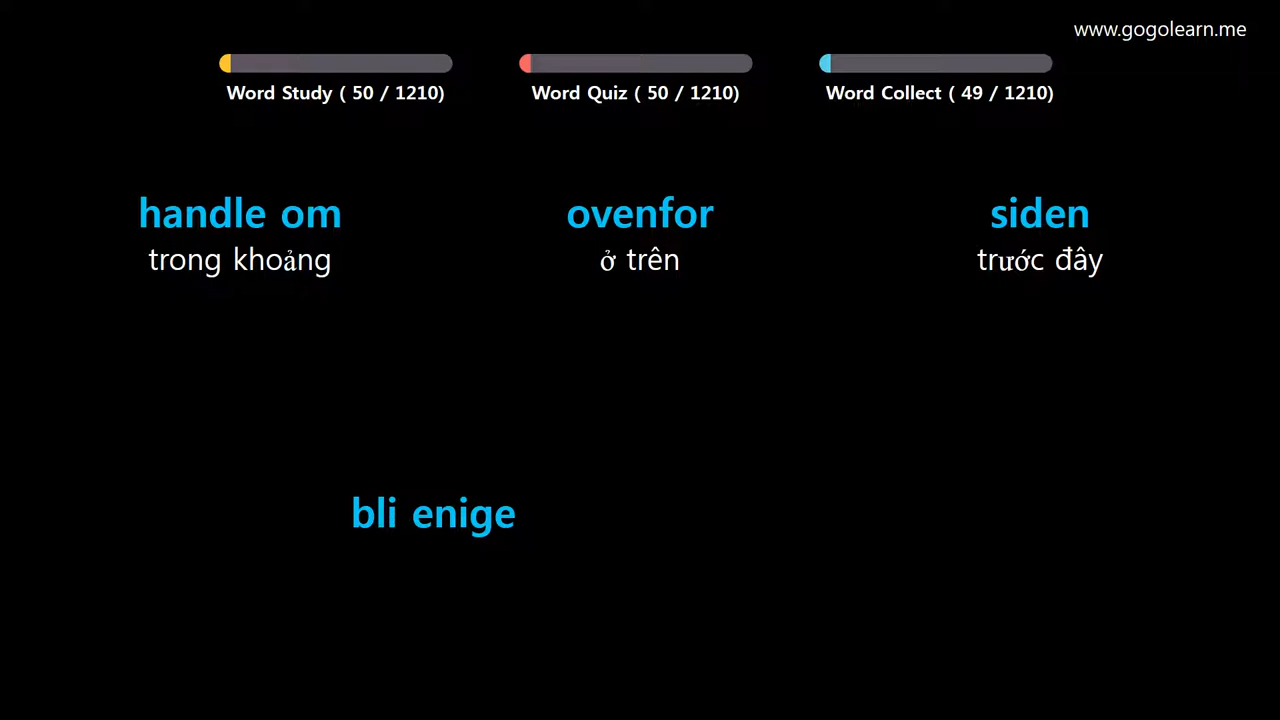 www.gogolearn.me
Word Study ( 50 / 1210)
Word Quiz ( 50 / 1210)
Word Collect ( 49 / 1210)
handle om
trong khoảng
ovenfor
ở trên
siden
trước đây
bli enige